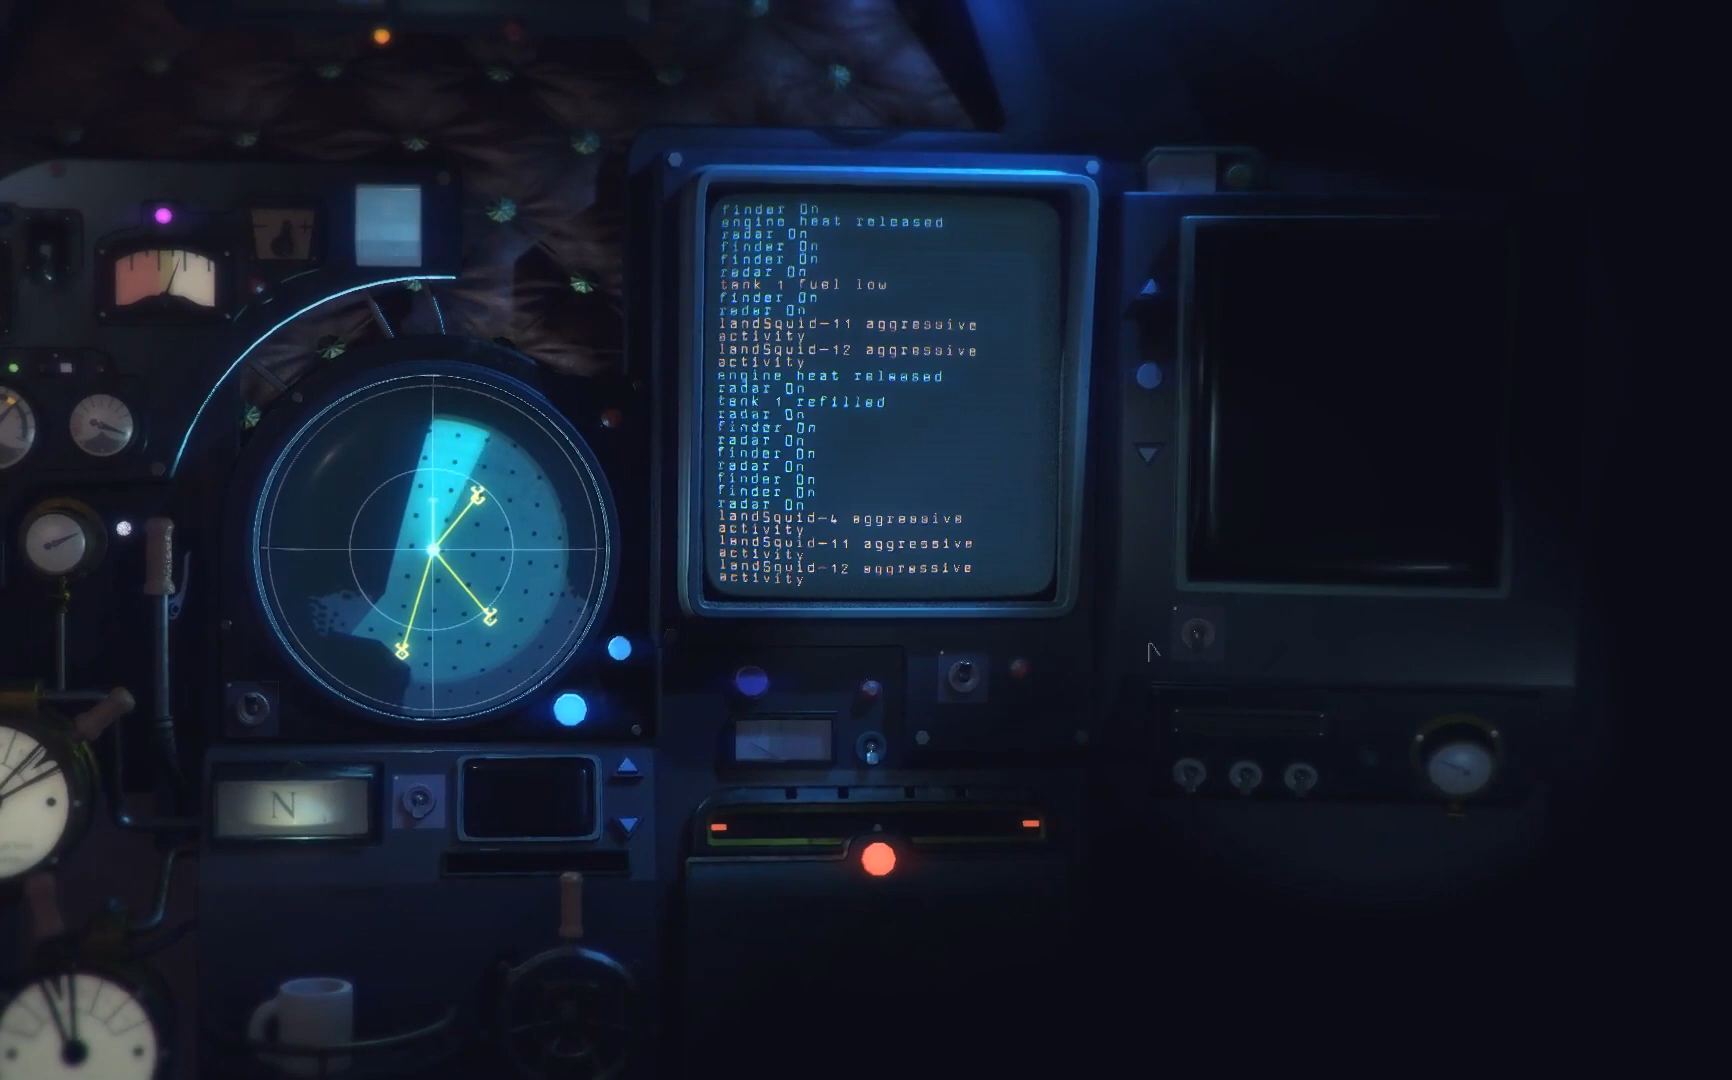 finder On
engine heat released
radar On
finder On
finder On
radar On
tank 1 fuel low
finder On
radar On
landSquid-11 aggressive
activity
landSquid-12 aggressive
activity
engine heat released
radar On
tank 1 refilled
radar On
finder On
radar On
finder On
radar On
finder On
finder On
radar On
landSquid-4 aggressive
activity
landSquid-11 aggressive
activity
landSquid-12 aggressive
activity
N